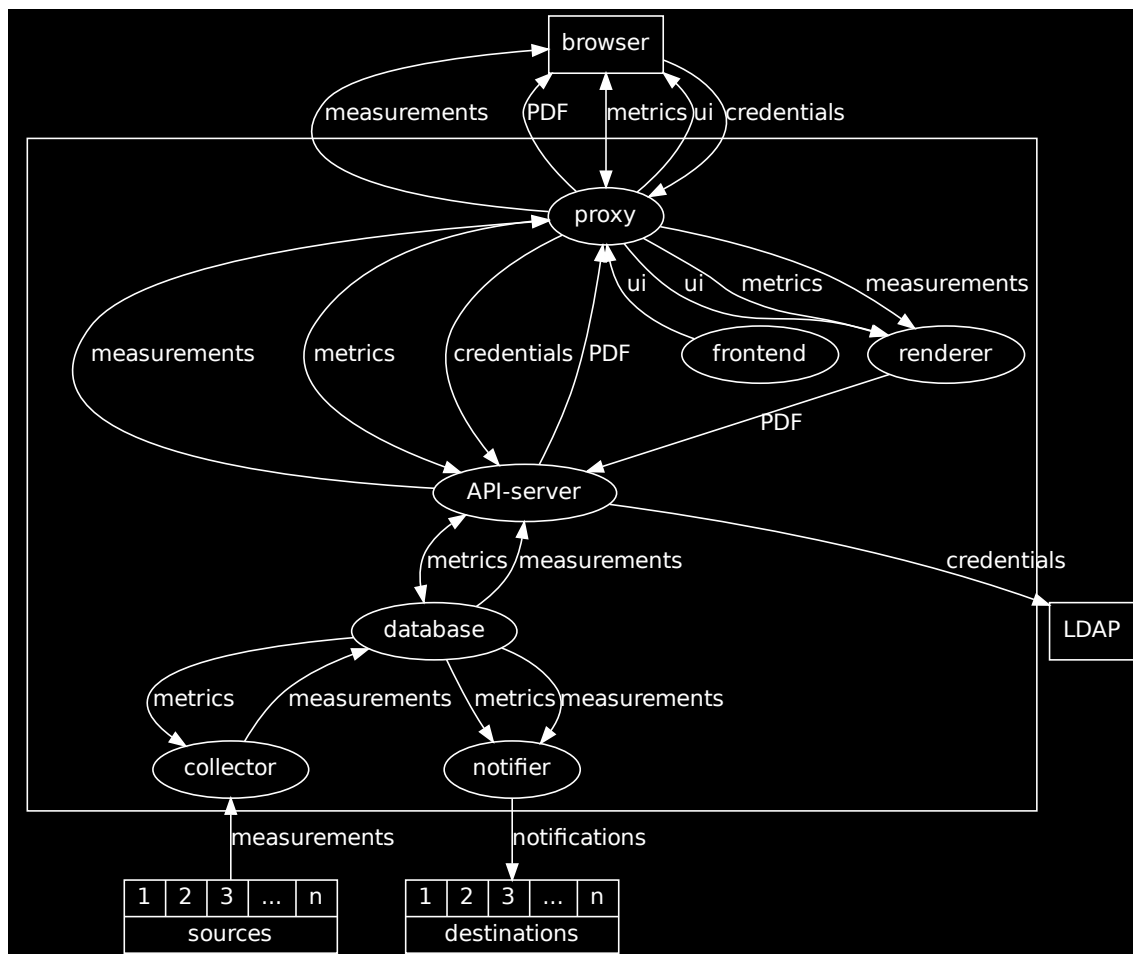 browser
measurements
PDF
metrics
ui
credentials
proxy
ui
ui
metrics
measurements
measurements
metrics
credentials
PDF
frontend
renderer
PDF
API-server
metrics
measurements
credentials
database
LDAP
metrics
measurements
metrics
measurements
collector
notifier
measurements
notifications
1 2 3 ... n
sources
1 2 3 ... n
destinations